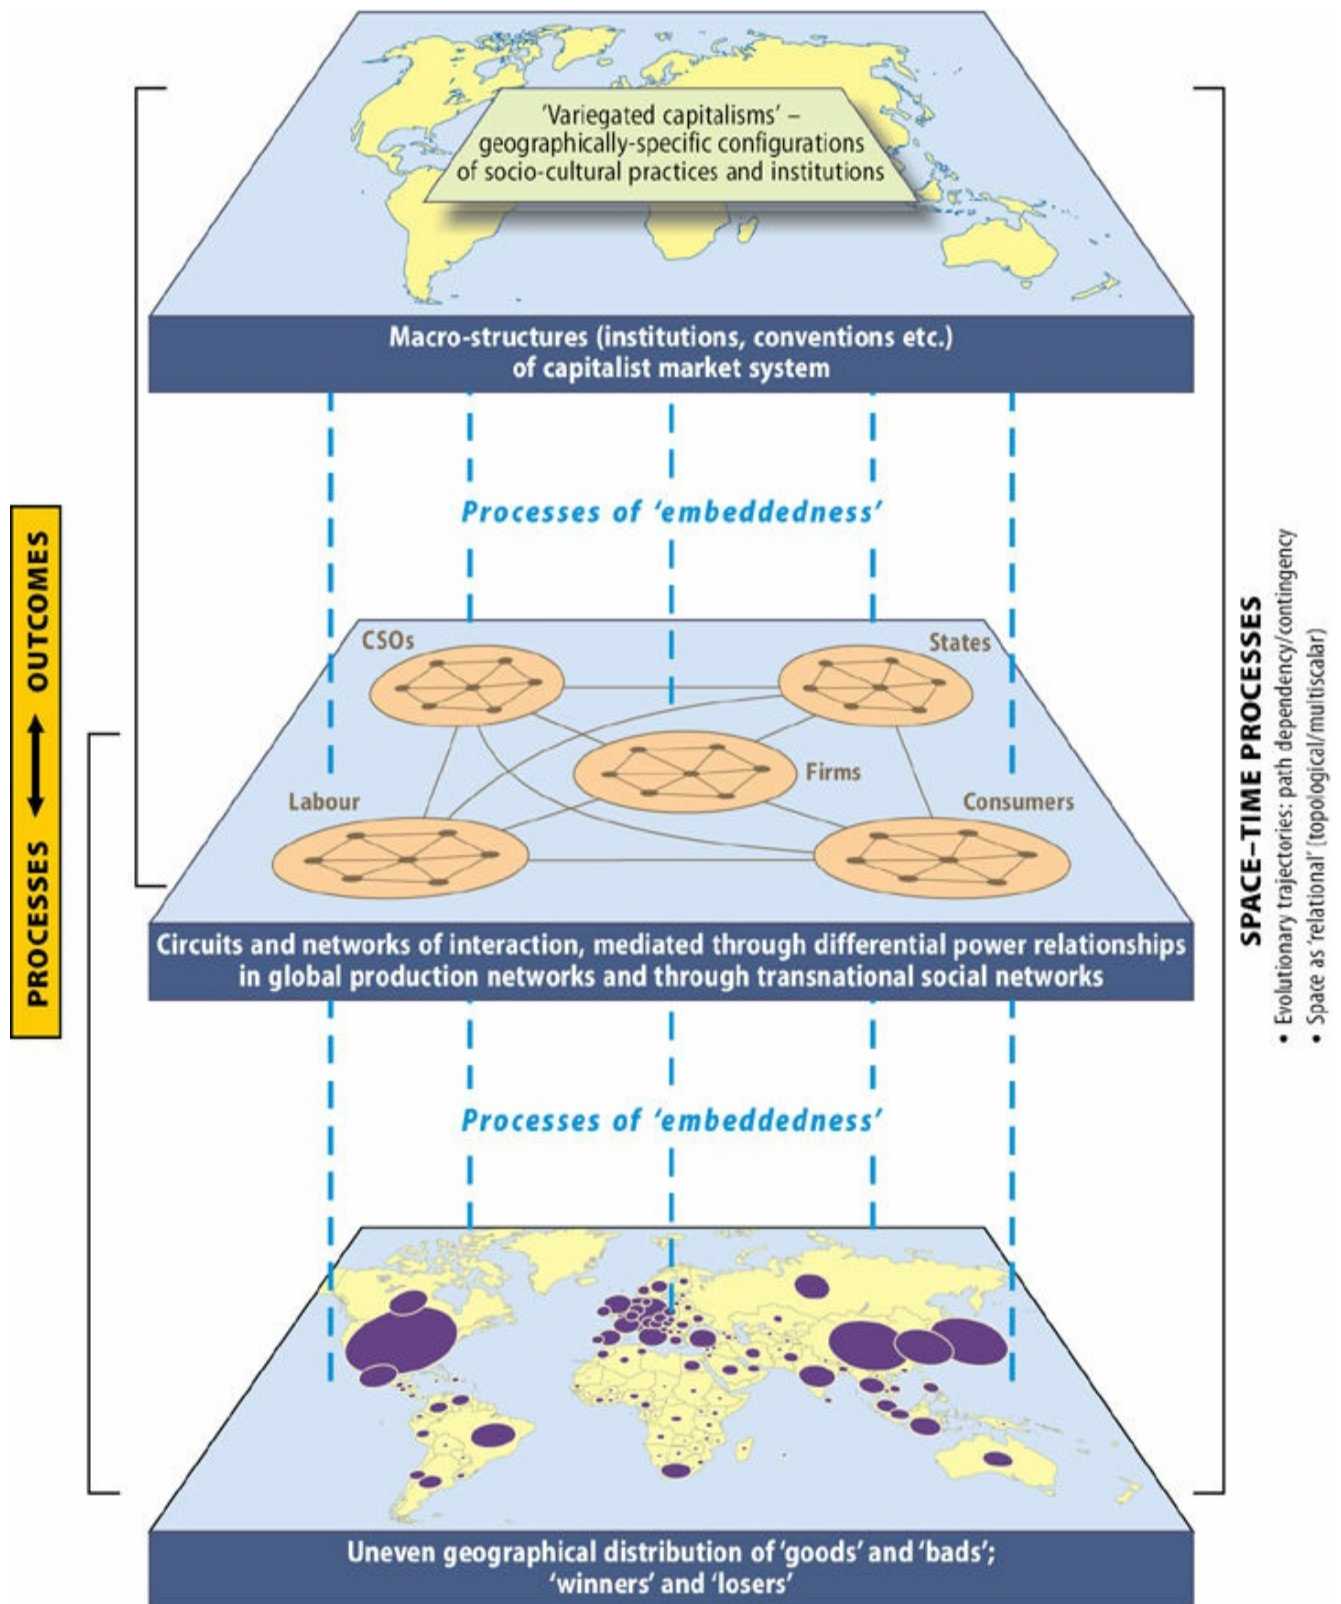 'Variegated capitalisms' –
geographically-specific configurations
of socio-cultural practices and institutions
Macro-structures (institutions, conventions etc.)
of capitalist market system
Processes of 'embeddedness'
CSOs
States
Firms
Labour
Consumers
Circuits and networks of interaction, mediated through differential power relationships
in global production networks and through transnational social networks
Processes of 'embeddedness'
Uneven geographical distribution of 'goods' and 'bads';
'winners' and 'losers'
PROCESSES ↔ OUTCOMES
SPACE–TIME PROCESSES
• Evolutionary trajectories: path dependency/contingency
• Space as 'relational' (topological/multiscalar)